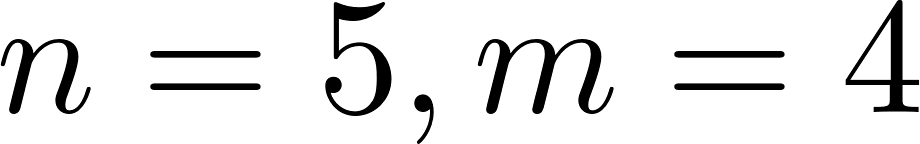 n = 5, m = 4